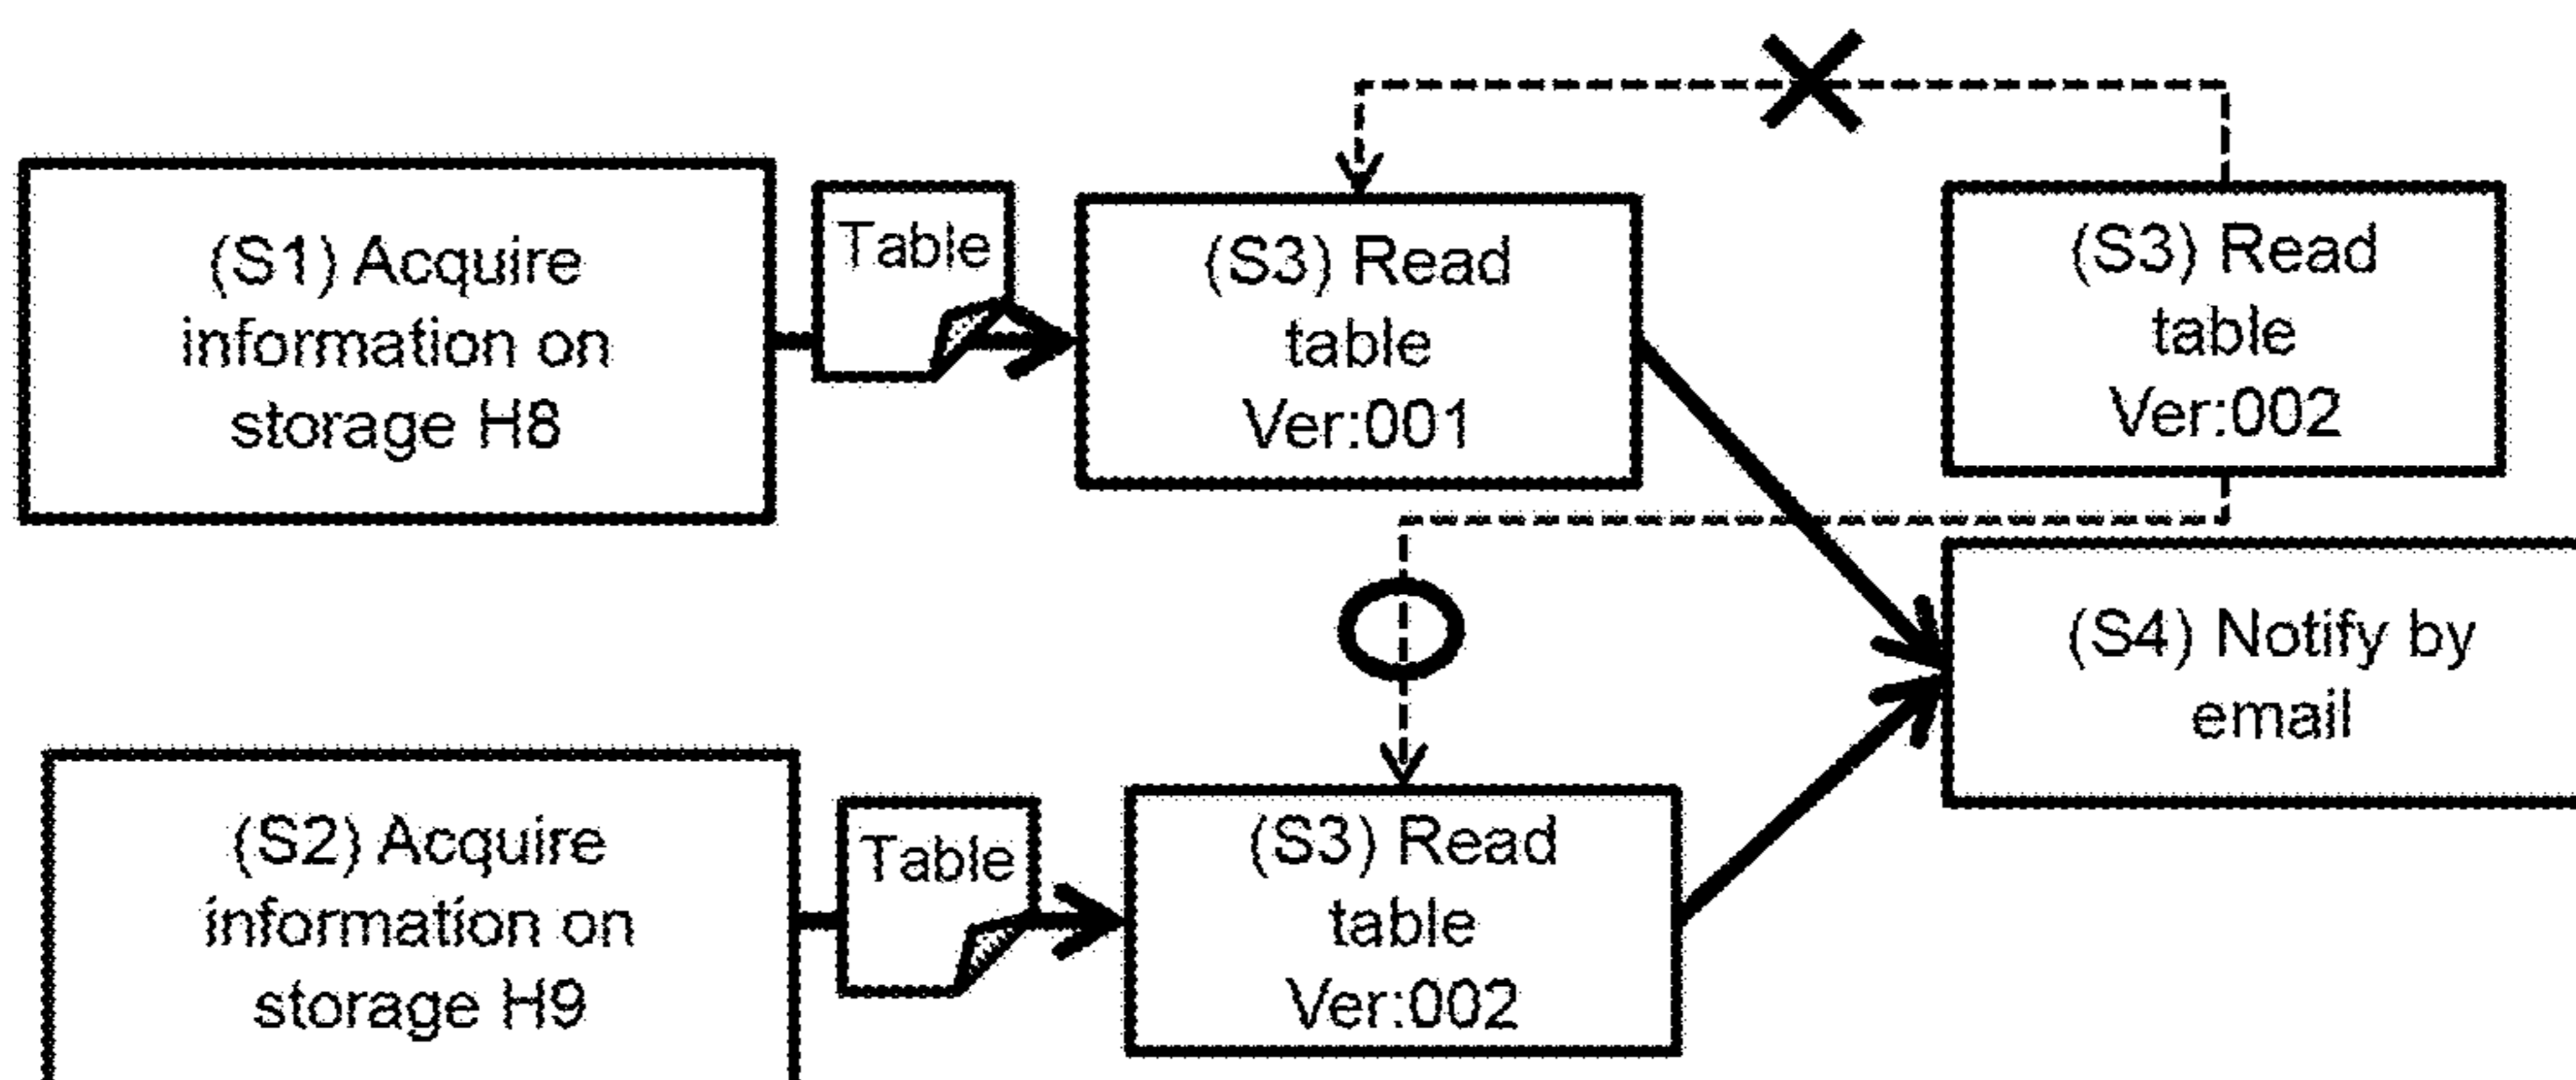 (S1) Acquire
information on
storage H8
Table
(S3) Read
table
Ver:001
(S3) Read
table
Ver:002
(S4) Notify by
email
(S2) Acquire
information on
storage H9
Table
(S3) Read
table
Ver:002